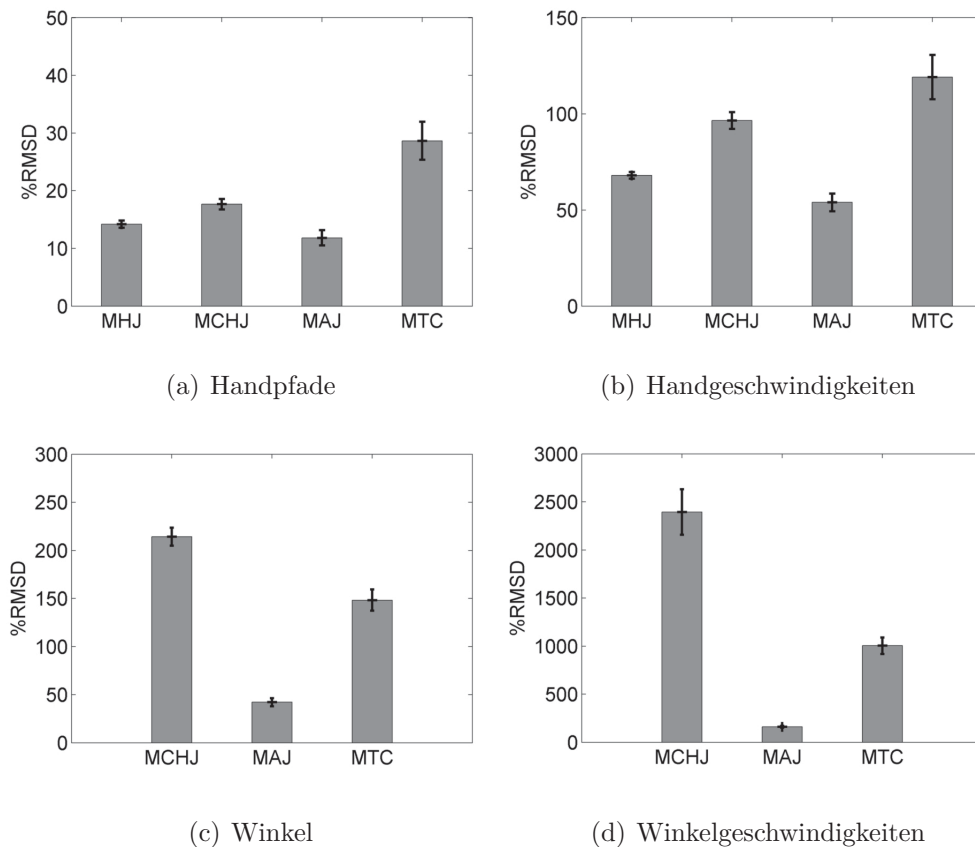 50
40
30
20
10
0
%RMSD
MHJ MCHJ MAJ MTC
(a) Handpfade
150
100
50
0
%RMSD
MHJ MCHJ MAJ MTC
(b) Handgeschwindigkeiten
300
250
200
150
100
50
0
%RMSD
MCHJ MAJ MTC
(c) Winkel
3000
2500
2000
1500
1000
500
0
%RMSD
MCHJ MAJ MTC
(d) Winkelgeschwindigkeiten